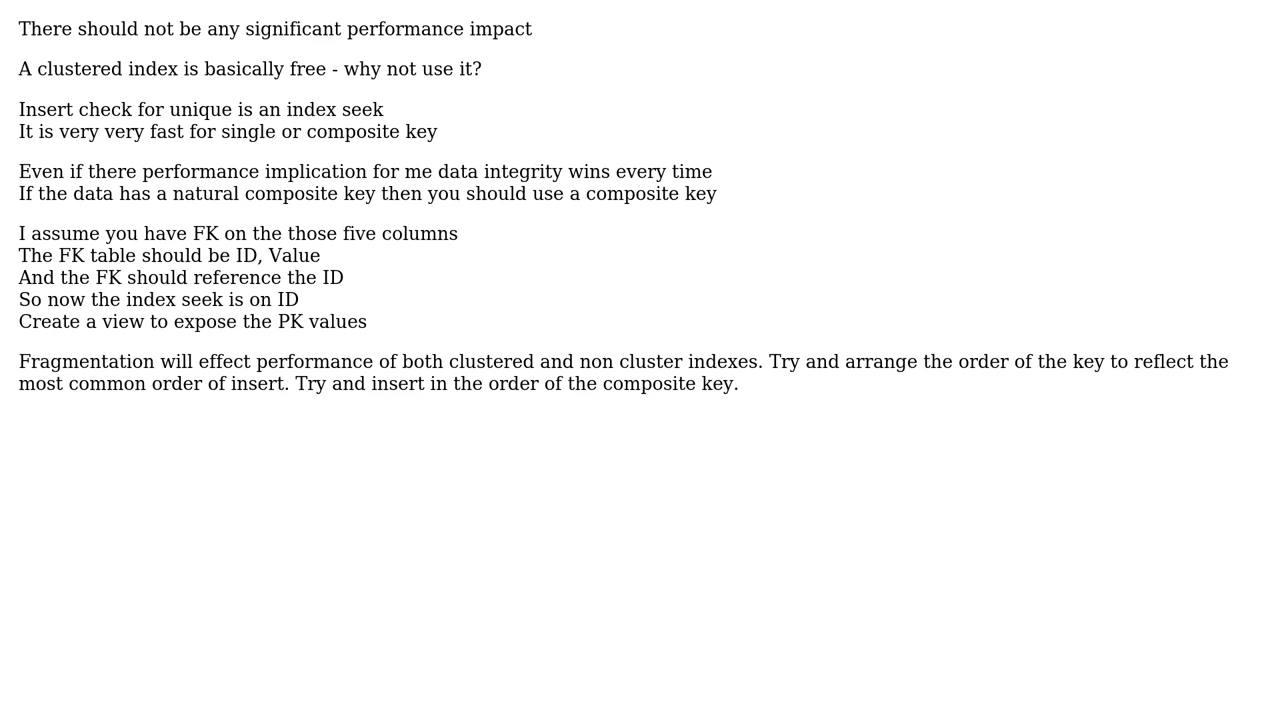 There should not be any significant performance impact
A clustered index is basically free - why not use it?
Insert check for unique is an index seek
It is very very fast for single or composite key
Even if there performance implication for me data integrity wins every time
If the data has a natural composite key then you should use a composite key
I assume you have FK on the those five columns
The FK table should be ID, Value
And the FK should reference the ID
So now the index seek is on ID
Create a view to expose the PK values
Fragmentation will effect performance of both clustered and non cluster indexes. Try and arrange the order of the key to reflect the
most common order of insert. Try and insert in the order of the composite key.